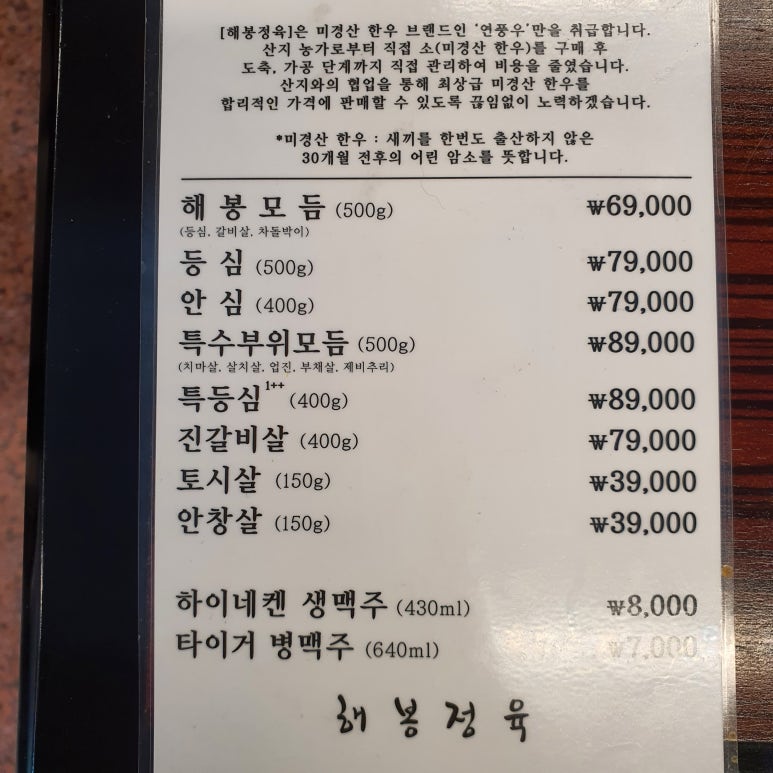 [해봉정육]은 미경산 한우 브랜드인 '연풍우'만을 취급합니다.
산지 농가로부터 직접 소(미경산 한우)를 구매 후
도축, 가공 단계까지 직접 관리하여 비용을 줄였습니다.
산지와의 협업을 통해 최상급 미경산 한우를
합리적인 가격에 판매할 수 있도록 끊임없이 노력하겠습니다.
*미경산 한우 : 새끼를 한번도 출산하지 않은
30개월 전후의 어린 암소를 뜻합니다.
해봉모듬 (500g) ₩69,000
(등심, 갈비살, 차돌박이)
등심 (500g) ₩79,000
안심 (400g) ₩79,000
특수부위모듬 (500g) ₩89,000
(치마살, 살치살, 업진, 부채살, 제비추리)
특등심1++ (400g) ₩89,000
진갈비살 (400g) ₩79,000
토시살 (150g) ₩39,000
안창살 (150g) ₩39,000
하이네켄 생맥주 (430ml) ₩8,000
타이거 병맥주 (640ml) ₩7,000
해봉정육